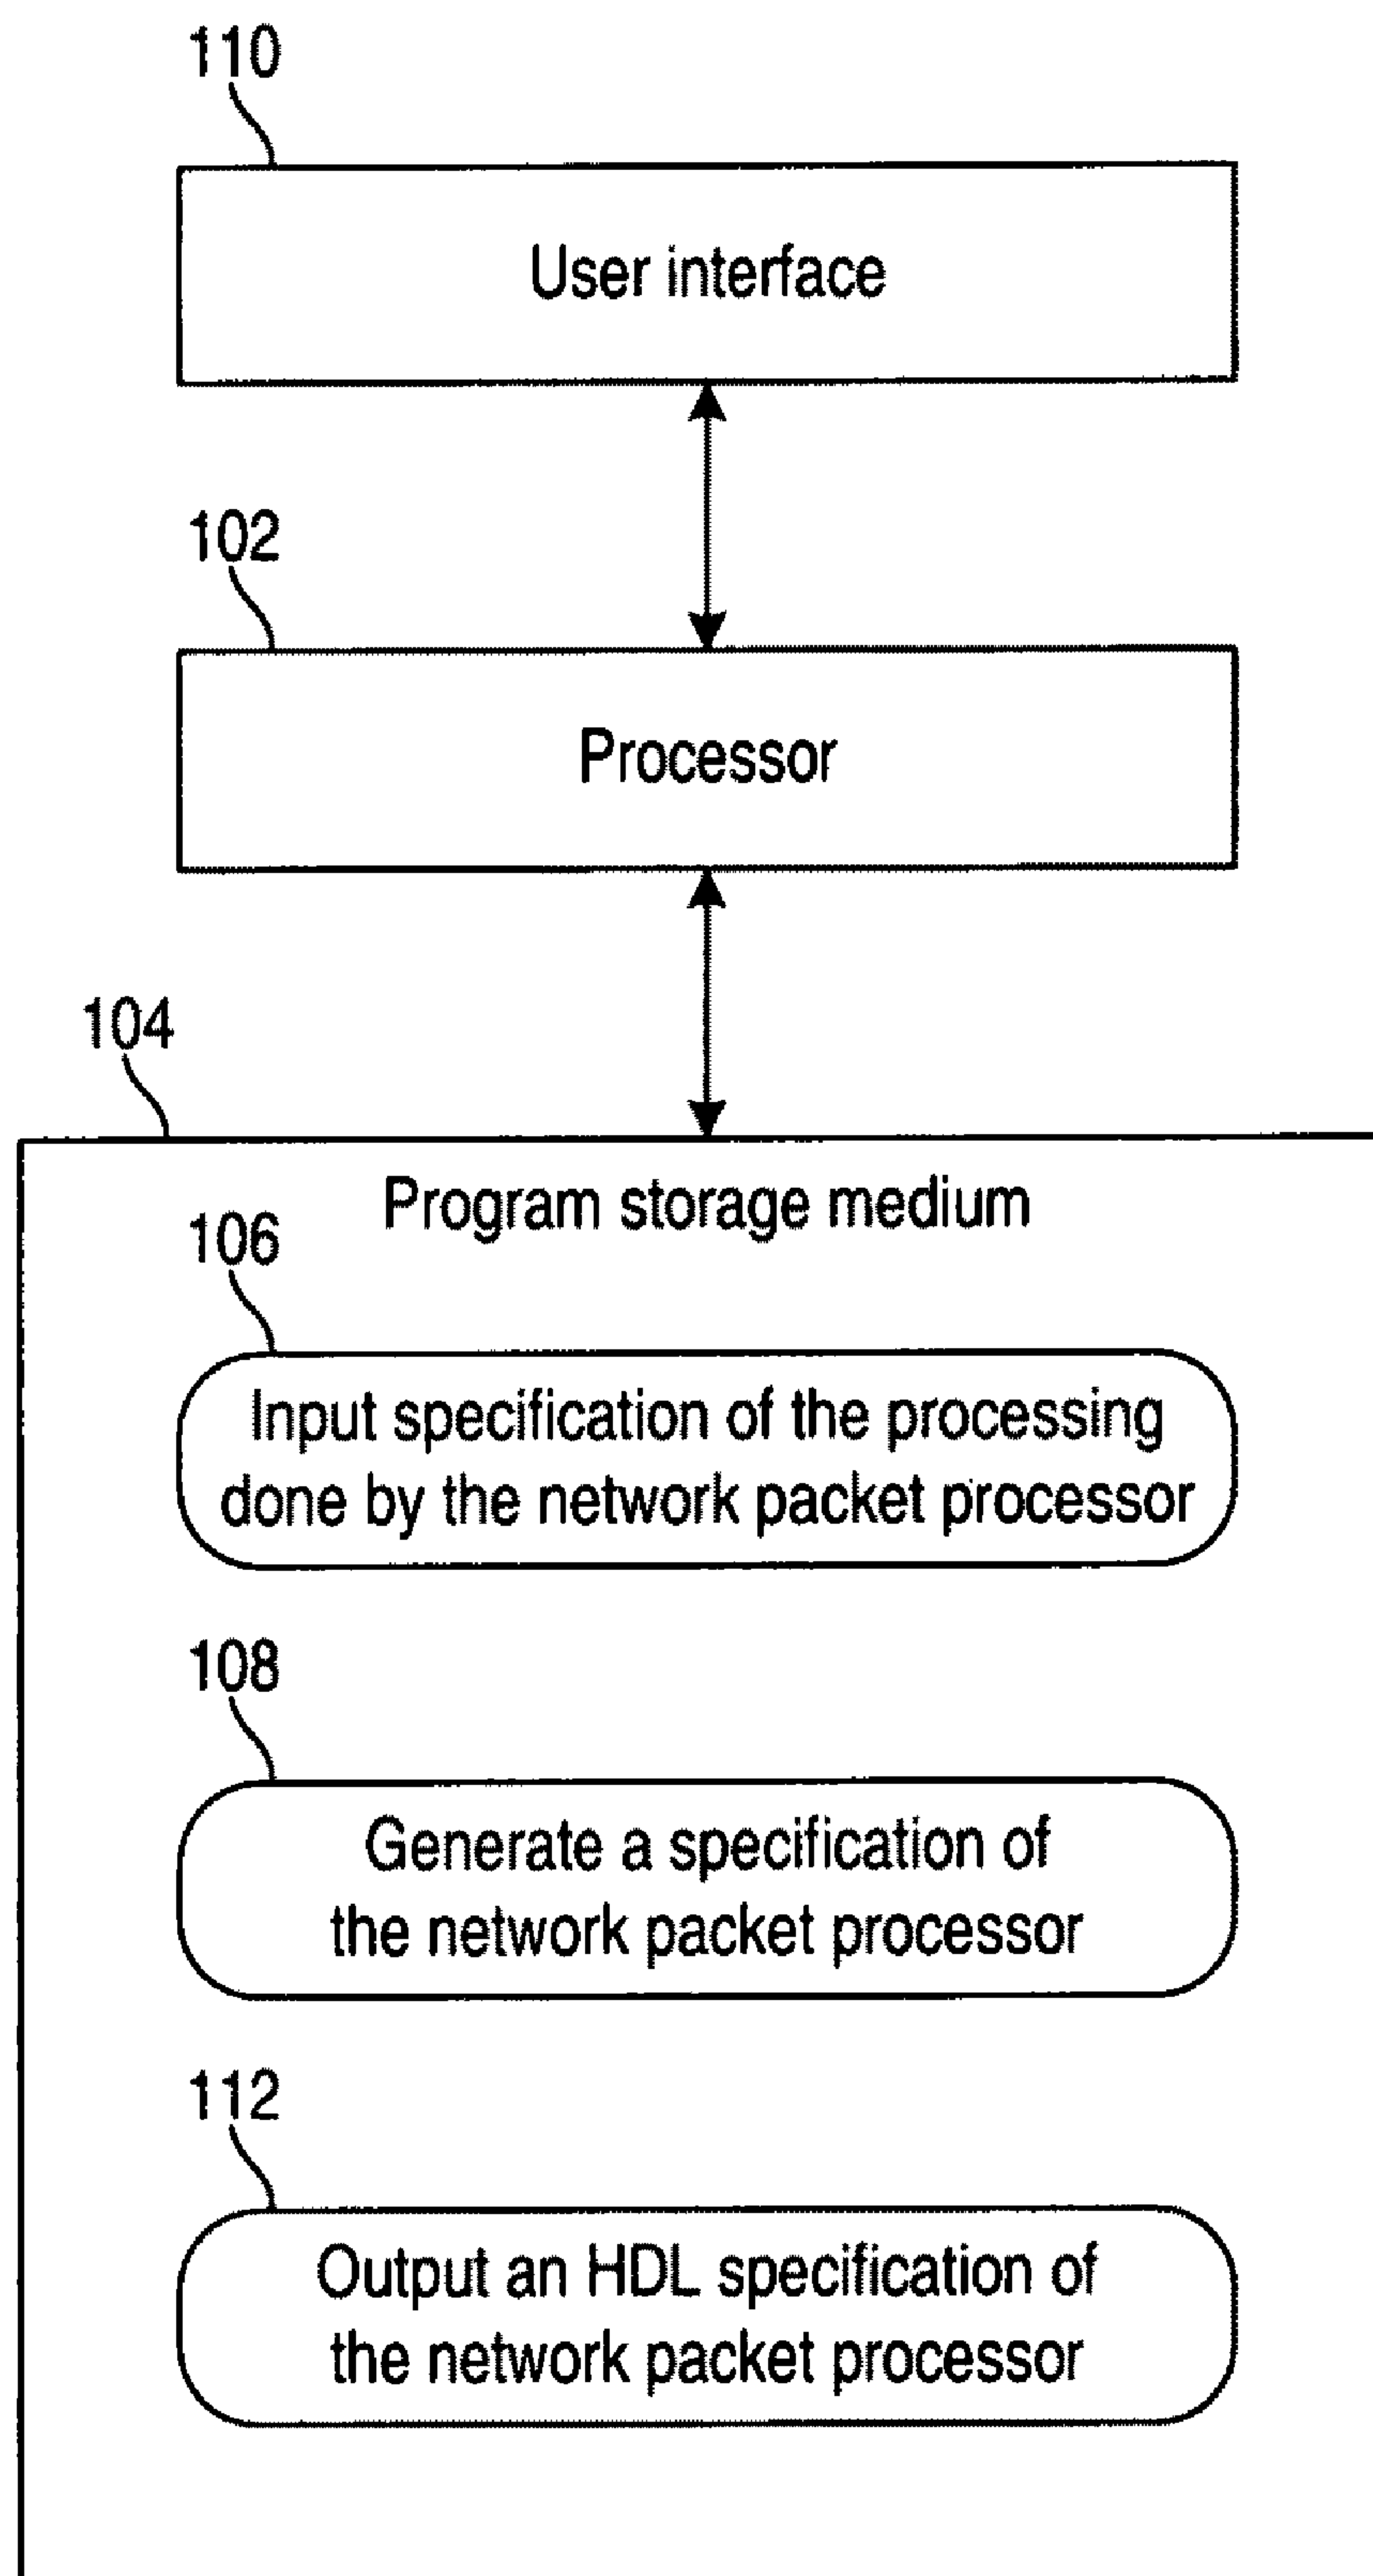 110
User interface
102
Processor
104
Program storage medium
106
Input specification of the processing
done by the network packet processor
108
Generate a specification of
the network packet processor
112
Output an HDL specification of
the network packet processor